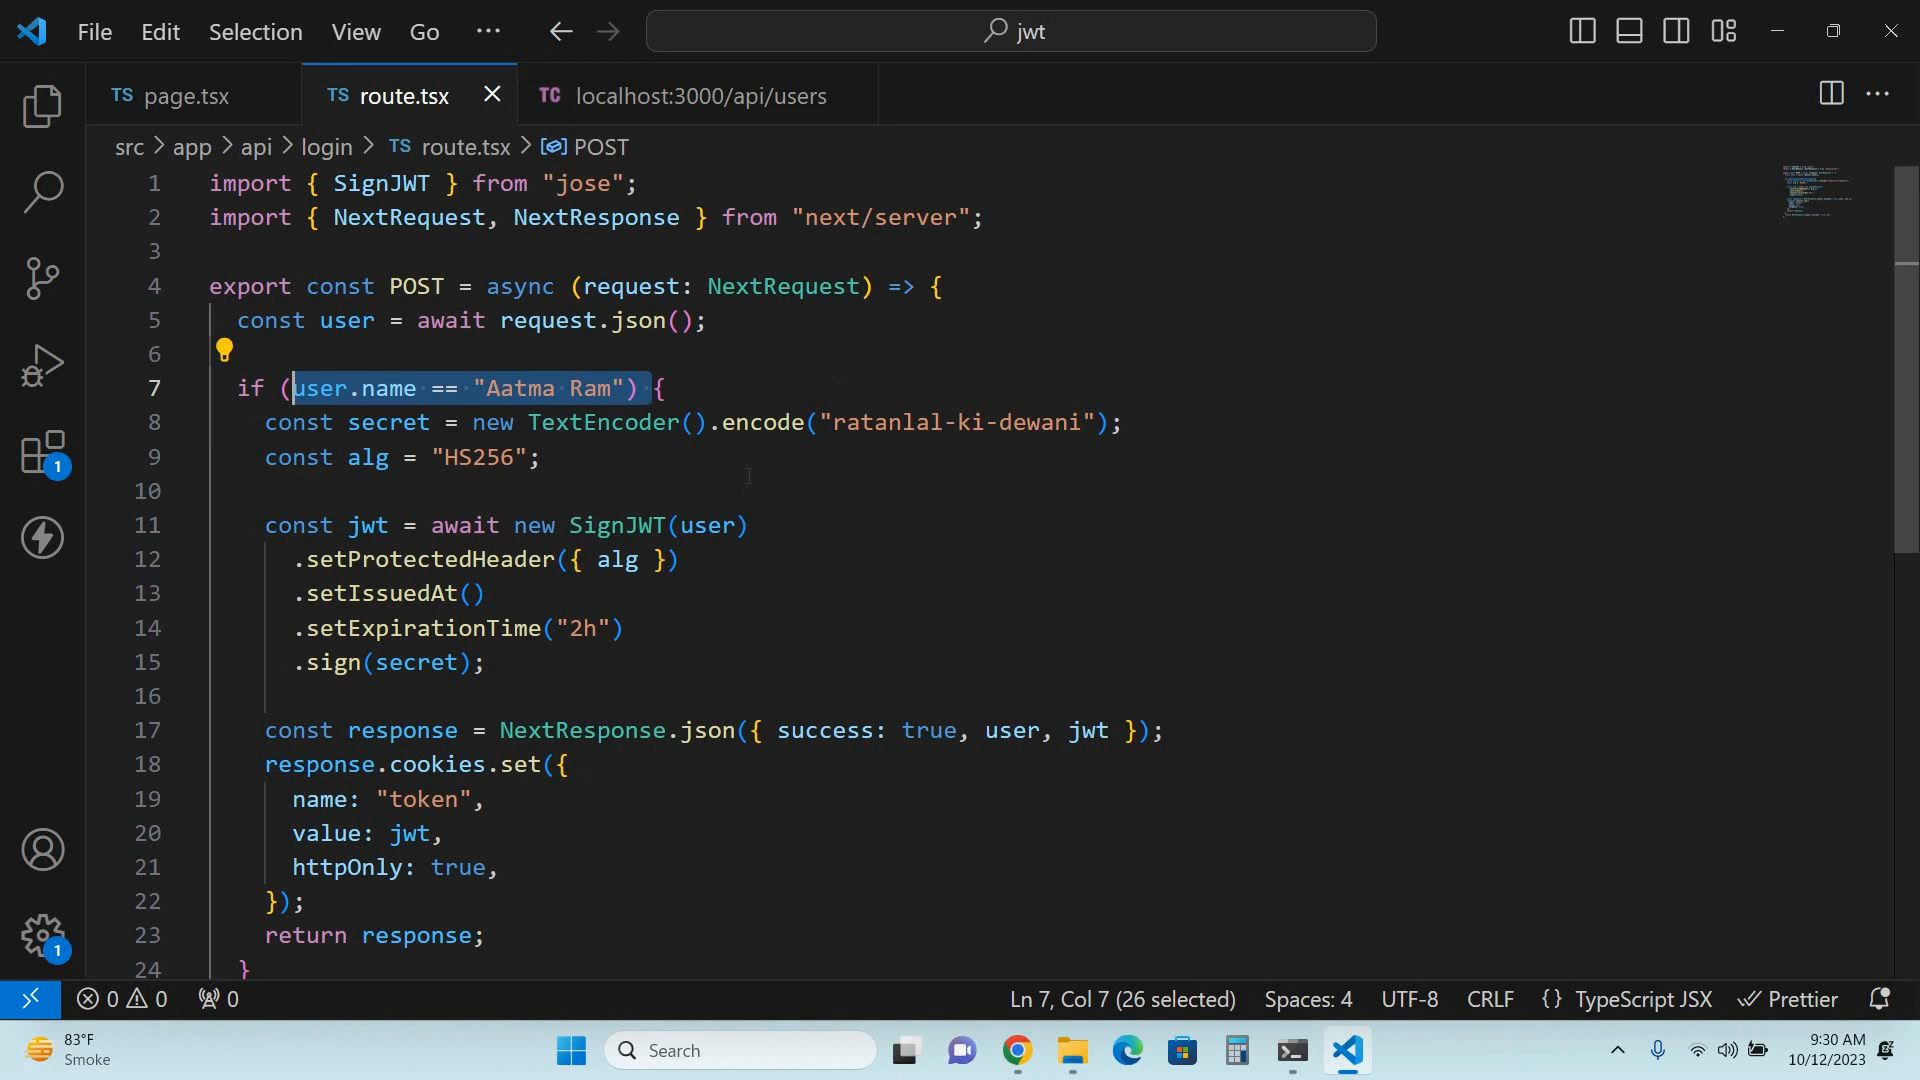 File Edit Selection View Go ··· jwt
TS page.tsx TS route.tsx TC localhost:3000/api/users ···
src > app > api > login > TS route.tsx > POST
1 import { SignJWT } from "jose";
2 import { NextRequest, NextResponse } from "next/server";
3
4 export const POST = async (request: NextRequest) => {
5 const user = await request.json();
6
7 if (user.name == "Aatma Ram") {
8 const secret = new TextEncoder().encode("ratanlal-ki-dewani");
9 const alg = "HS256";
10
11 const jwt = await new SignJWT(user)
12 .setProtectedHeader({ alg })
13 .setIssuedAt()
14 .setExpirationTime("2h")
15 .sign(secret);
16
17 const response = NextResponse.json({ success: true, user, jwt });
18 response.cookies.set({
19 name: "token",
20 value: jwt,
21 httpOnly: true,
22 });
23 return response;
24 }
1
1
0 0 0 Ln 7, Col 7 (26 selected) Spaces: 4 UTF-8 CRLF {} TypeScript JSX Prettier
83°F
Smoke
Search
9:30 AM
10/12/2023